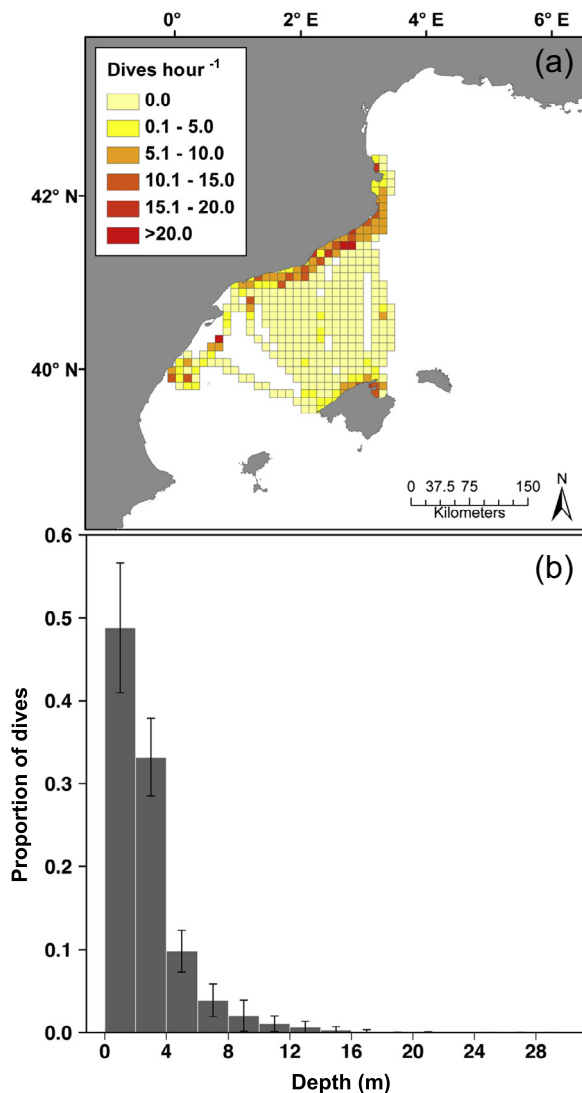 0° 2° E 4° E 6° E
(a)
Dives hour -1
0.0
0.1 - 5.0
5.1 - 10.0
10.1 - 15.0
15.1 - 20.0
>20.0
42° N
40° N
N
0 37.5 75 150
Kilometers
(b)
0.6
0.5
0.4
0.3
0.2
0.1
0.0
Proportion of dives
0 4 8 12 16 20 24 28
Depth (m)